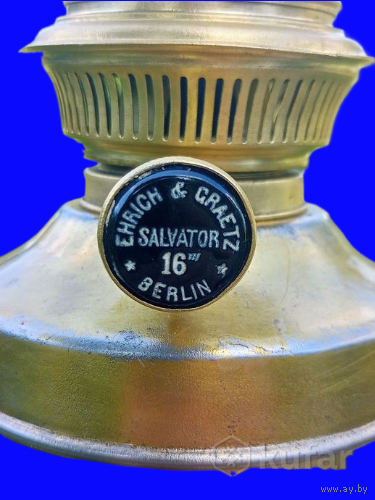 EHRICH & GRAETZ
SALVATOR
16'''
★ BERLIN ★
kufar
www.ay.by